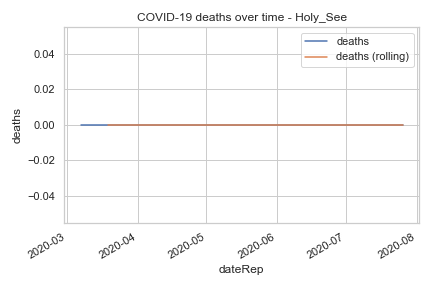 COVID-19 deaths over time - Holy_See
deaths
deaths (rolling)
0.04
0.02
0.00
−0.02
−0.04
deaths
2020-03
2020-04
2020-05
2020-06
2020-07
2020-08
dateRep